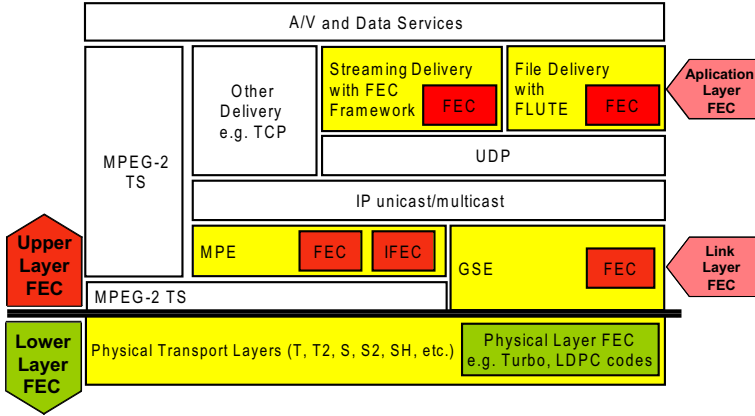 A/V and Data Services
MPEG-2
TS
Other
Delivery
e.g. TCP
Streaming Delivery
with FEC
Framework
FEC
File Delivery
with
FLUTE
FEC
Aplication
Layer
FEC
UDP
IP unicast/multicast
Upper
Layer
FEC
MPE
FEC
IFEC
GSE
FEC
Link
Layer
FEC
MPEG-2 TS
Lower
Layer
FEC
Physical Transport Layers (T, T2, S, S2, SH, etc.)
Physical Layer FEC
e.g. Turbo, LDPC codes